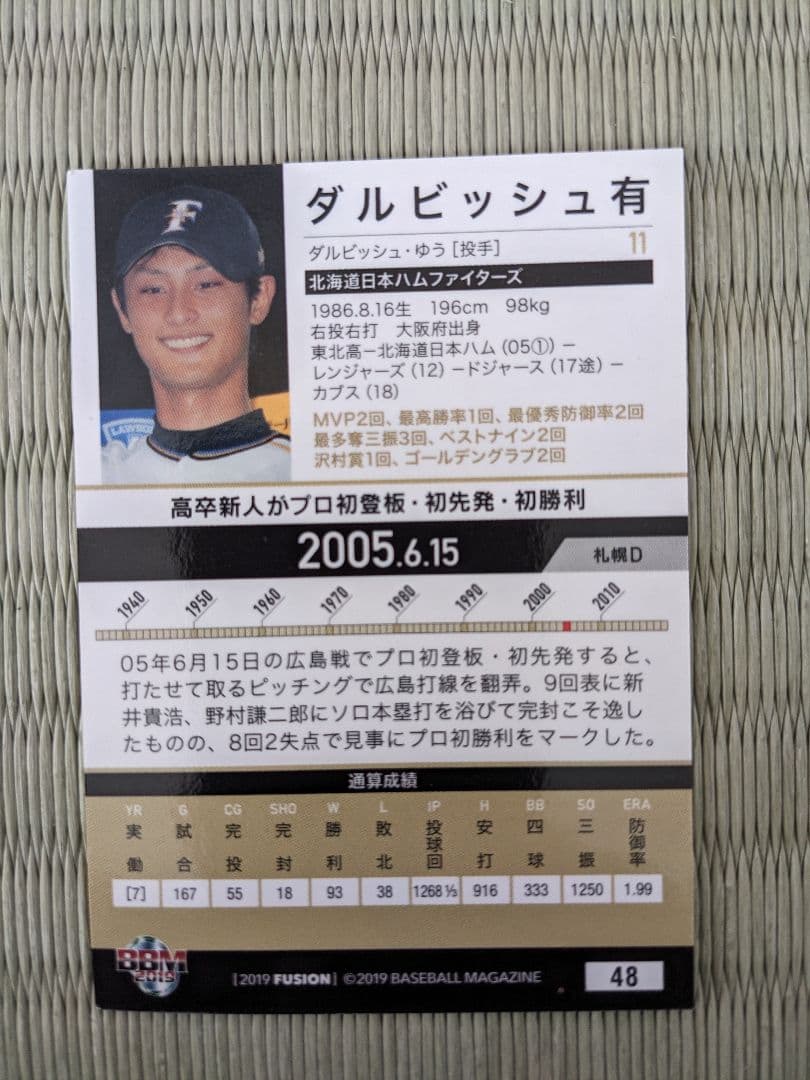 F
ダルビッシュ有
ダルビッシュ・ゆう[投手] 11
北海道日本ハムファイターズ
1986.8.16生 196cm 98kg
右投右打 大阪府出身
東北高−北海道日本ハム(05①)−
レンジャーズ(12)−ドジャース(17途)−
カブス(18)
MVP2回、最高勝率1回、最優秀防御率2回
最多奪三振3回、ベストナイン2回
沢村賞1回、ゴールデングラブ2回
高卒新人がプロ初登板・初先発・初勝利
2005.6.15 札幌D
1940 1950 1960 1970 1980 1990 2000 2010
05年6月15日の広島戦でプロ初登板・初先発すると、
打たせて取るピッチングで広島打線を翻弄。9回表に新
井貴浩、野村謙二郎にソロ本塁打を浴びて完封こそ逸し
たものの、8回2失点で見事にプロ初勝利をマークした。
通算成績
YR G CG SHO W L IP H BB SO ERA
実働 試合 完投 完封 勝利 敗北 投球回 安打 四球 三振 防御率
[7] 167 55 18 93 38 1268 ⅓ 916 333 1250 1.99
BBM
2019
[2019 FUSION] ©2019 BASEBALL MAGAZINE 48